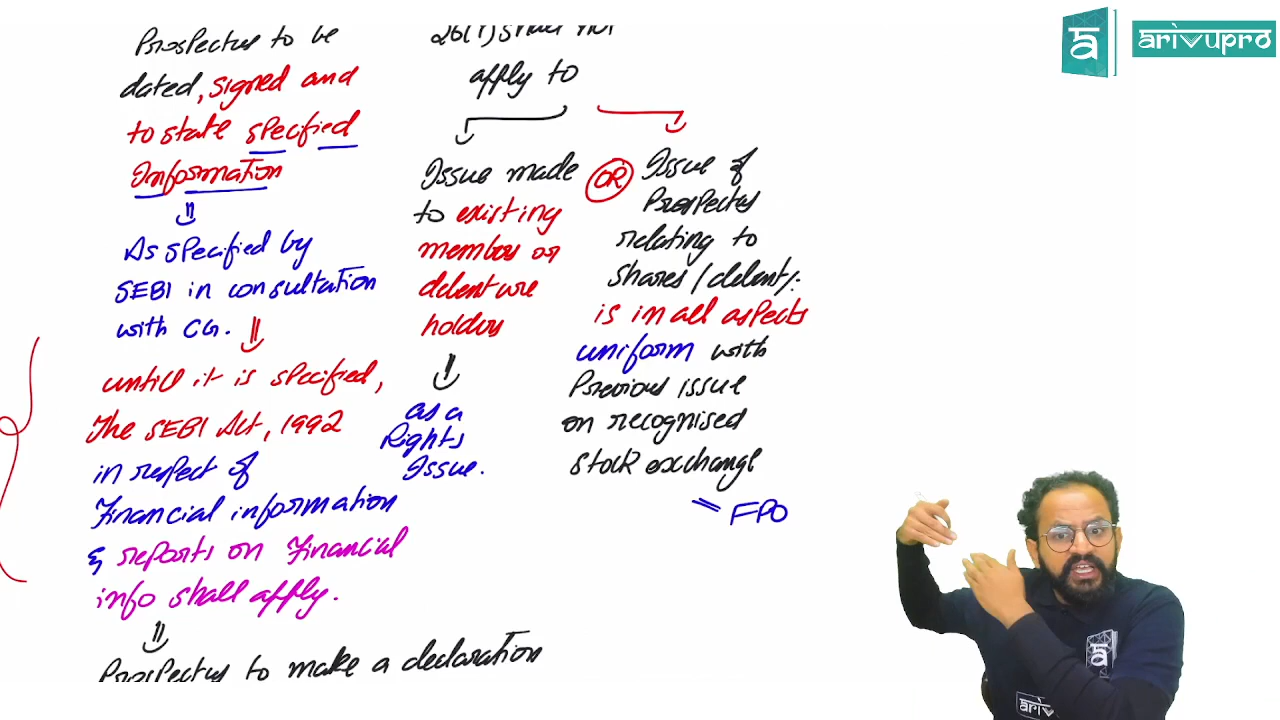 Prospectus to be
dated, signed and
to state specified
Information
As specified by
SEBI in consultation
with CG.
untill it is specified,
The SEBI Act, 1992
in respect of
Financial information
& reports on Financial
info shall apply.
Prospectus to make a declaration
26(1) shall not
apply to
Issue made
to existing
members or
debenture
holders
as a
Rights
Issue.
OR
Issue of
Prospectus
relating to
shares/debent/:
is in all aspects
uniform with
Previous issue
on recognised
stock exchange
= FPO
arivupro
ari